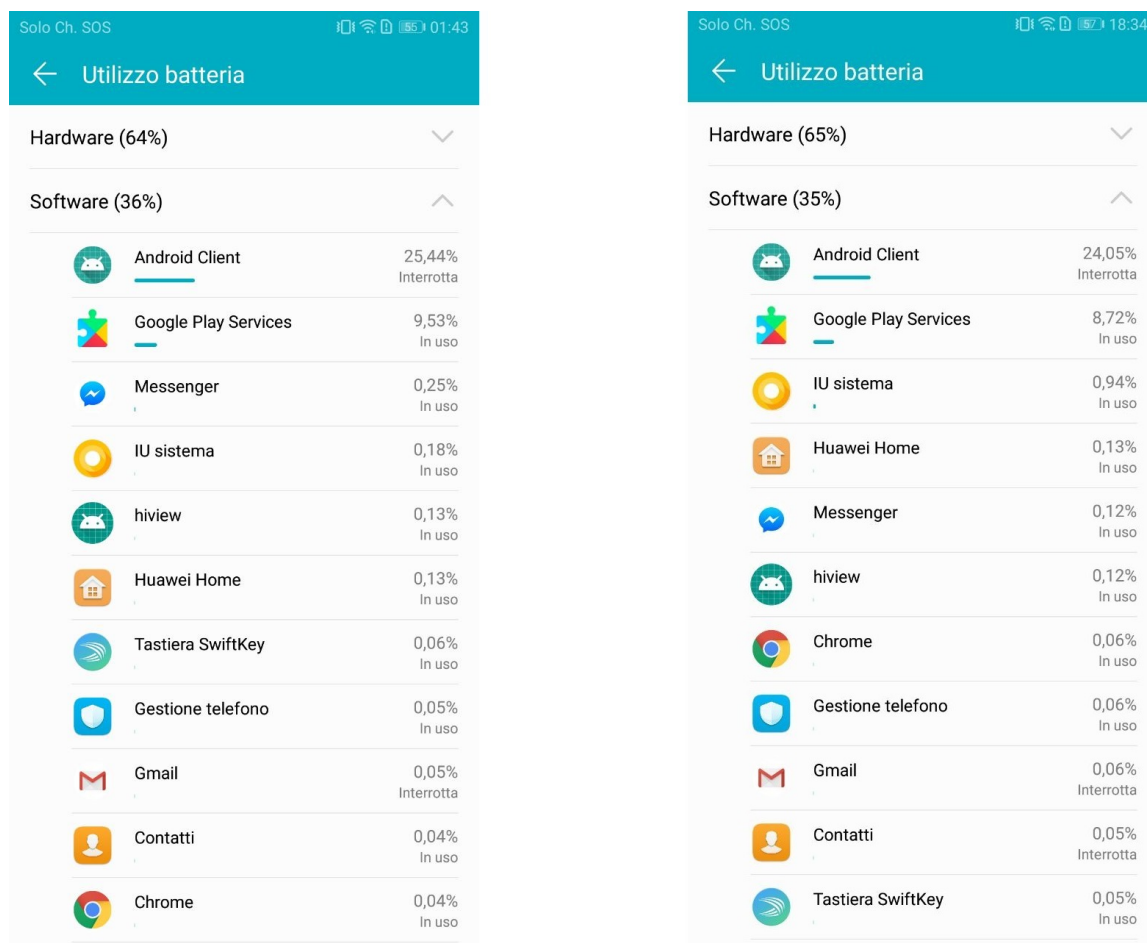 Solo Ch. SOS 55 01:43
Utilizzo batteria
Hardware (64%)
Software (36%)
Android Client 25,44%
Interrotta
Google Play Services 9,53%
In uso
Messenger 0,25%
In uso
IU sistema 0,18%
In uso
hiview 0,13%
In uso
Huawei Home 0,13%
In uso
Tastiera SwiftKey 0,06%
In uso
Gestione telefono 0,05%
In uso
Gmail 0,05%
Interrotta
Contatti 0,04%
In uso
Chrome 0,04%
In uso
Solo Ch. SOS 57 18:34
Utilizzo batteria
Hardware (65%)
Software (35%)
Android Client 24,05%
Interrotta
Google Play Services 8,72%
In uso
IU sistema 0,94%
In uso
Huawei Home 0,13%
In uso
Messenger 0,12%
In uso
hiview 0,12%
In uso
Chrome 0,06%
In uso
Gestione telefono 0,06%
In uso
Gmail 0,06%
Interrotta
Contatti 0,05%
Interrotta
Tastiera SwiftKey 0,05%
In uso